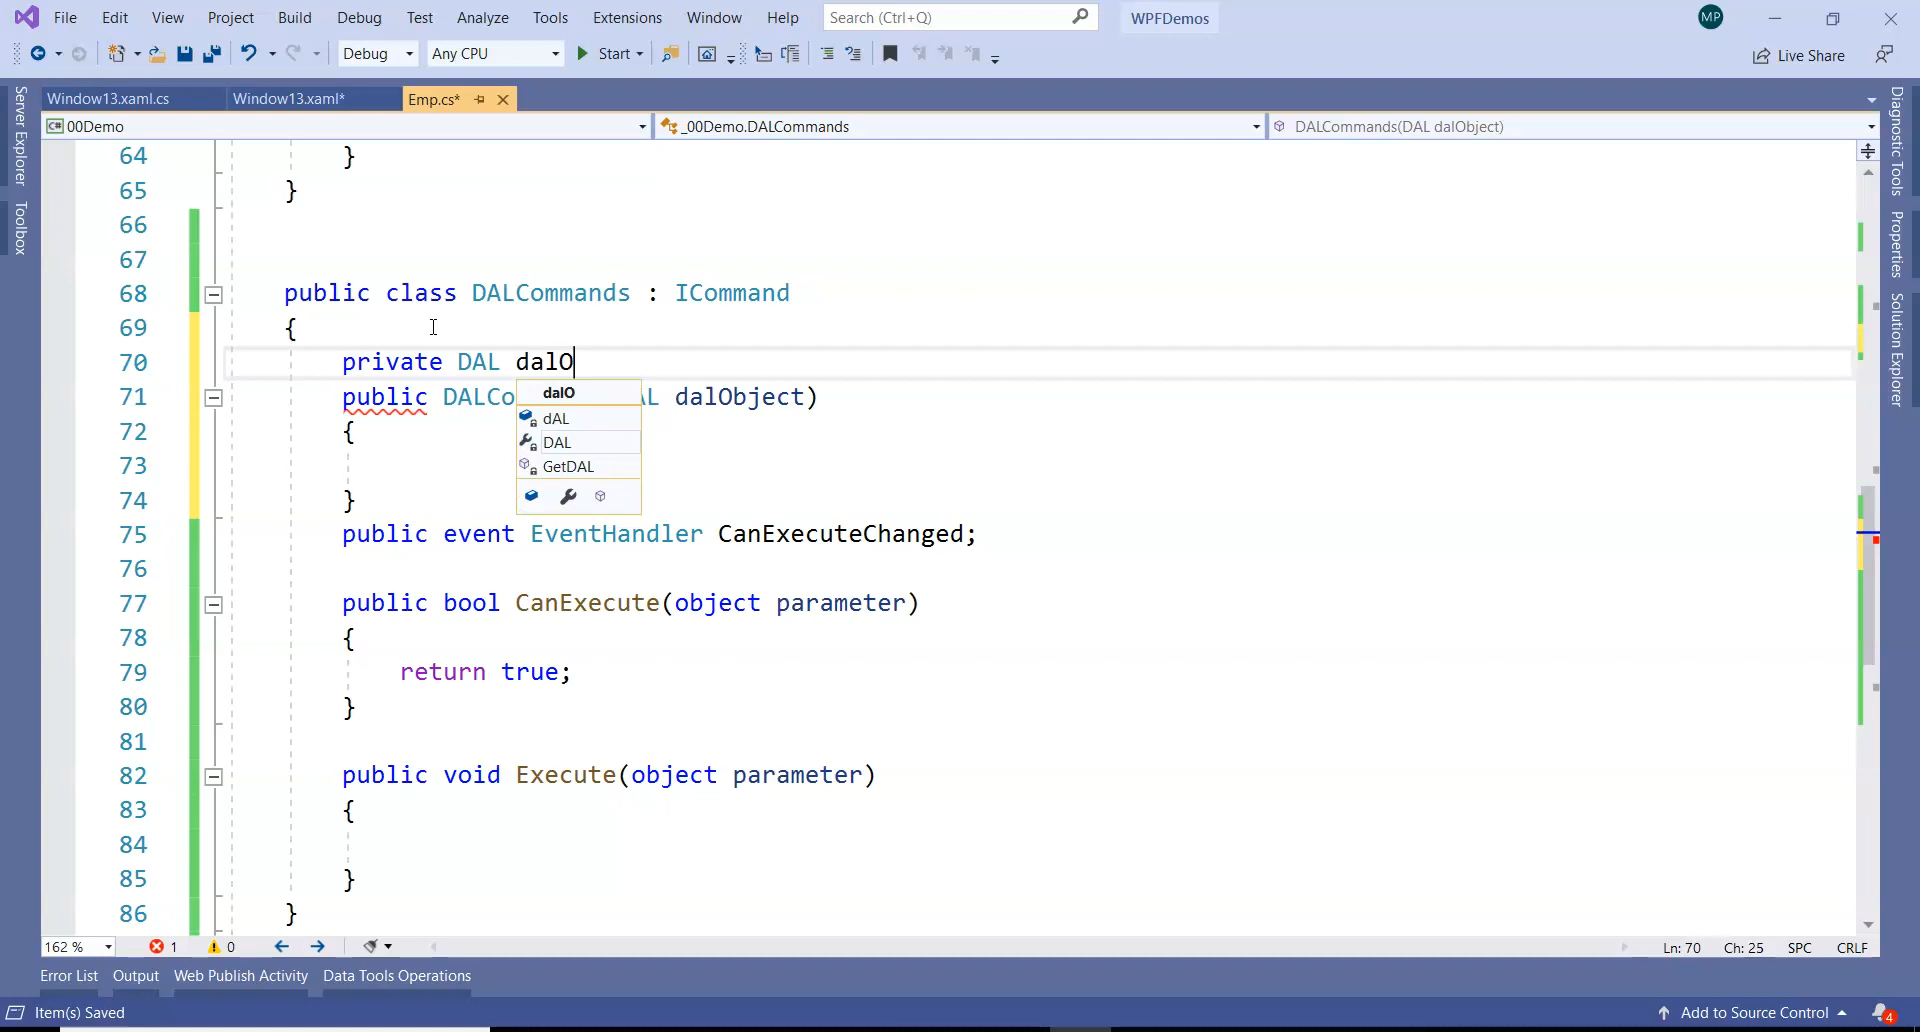 File Edit View Project Build Debug Test Analyze Tools Extensions Window Help Search (Ctrl+Q) WPFDemos MP
Debug Any CPU Start Live Share
Server Explorer
Toolbox
Window13.xaml.cs Window13.xaml* Emp.cs*
C# 00Demo _00Demo.DALCommands DALCommands(DAL dalObject)
64 }
65 }
66
67
68 public class DALCommands : ICommand
69 {
70 private DAL dalO
71 public DALCo AL dalObject)
72 {
73
74 }
75 public event EventHandler CanExecuteChanged;
76
77 public bool CanExecute(object parameter)
78 {
79 return true;
80 }
81
82 public void Execute(object parameter)
83 {
84
85 }
86 }
dalO
dAL
DAL
GetDAL
Diagnostic Tools
Properties
Solution Explorer
162 % 1 0 Ln: 70 Ch: 25 SPC CRLF
Error List Output Web Publish Activity Data Tools Operations
Item(s) Saved Add to Source Control 4